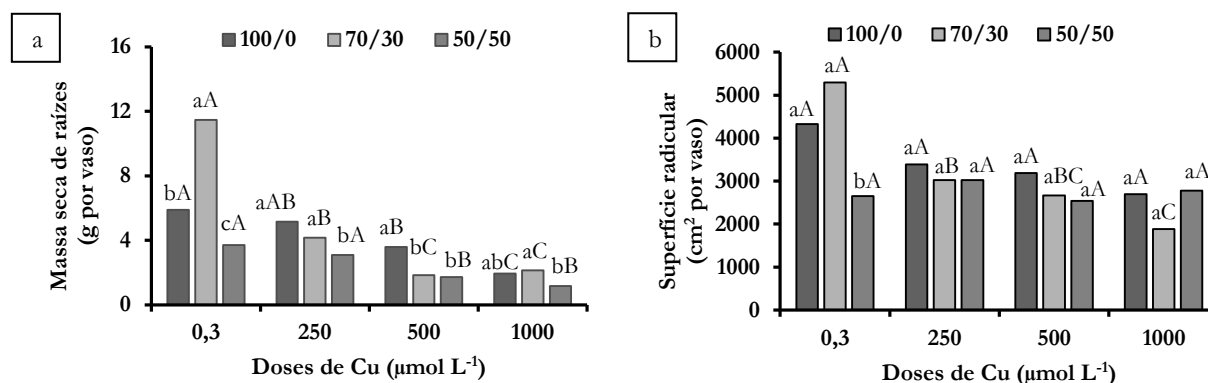 a
100/0 70/30 50/50
Massa seca de raízes
(g por vaso)
16
12
8
4
0
bA aA cA
aAB aB bA
aB bC bB
abC aC bB
0,3 250 500 1000
Doses de Cu (µmol L-1)
b
100/0 70/30 50/50
Superfície radicular
(cm2 por vaso)
6000
5000
4000
3000
2000
1000
0
aA aA bA
aA aB aA
aA aBC aA
aA aC aA
0,3 250 500 1000
Doses de Cu (µmol L-1)